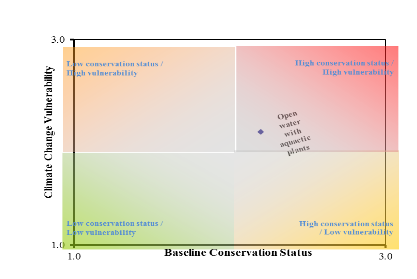 3.0
Low conservation status /
High vulnerability
High conservation status /
High vulnerability
Climate Change Vulnerability
Open
water
with
aquactic
plants
Low conservation status /
Low vulnerability
High conservation status
/ Low vulnerability
1.0
1.0
Baseline Conservation Status
3.0